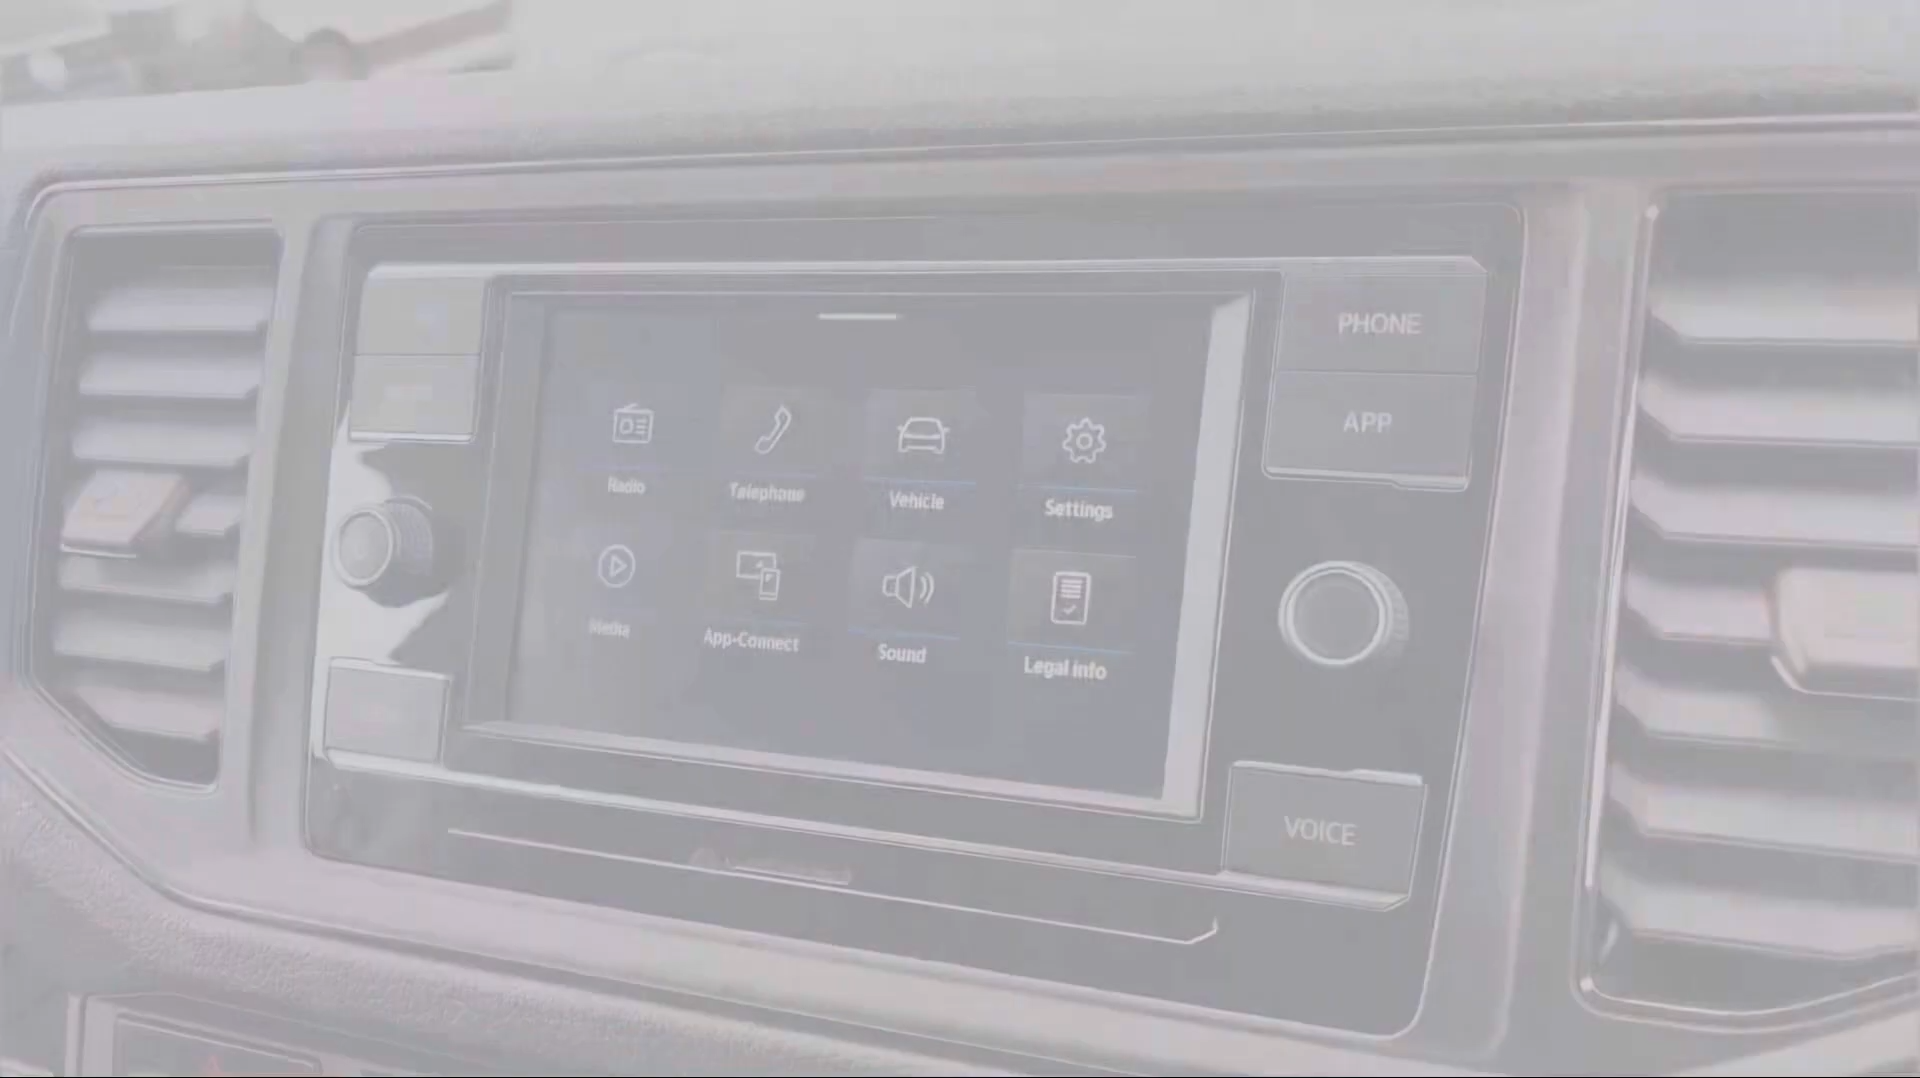 PHONE
APP
Radio
Telephone
Vehicle
Settings
Media
App-Connect
Sound
Legal info
VOICE